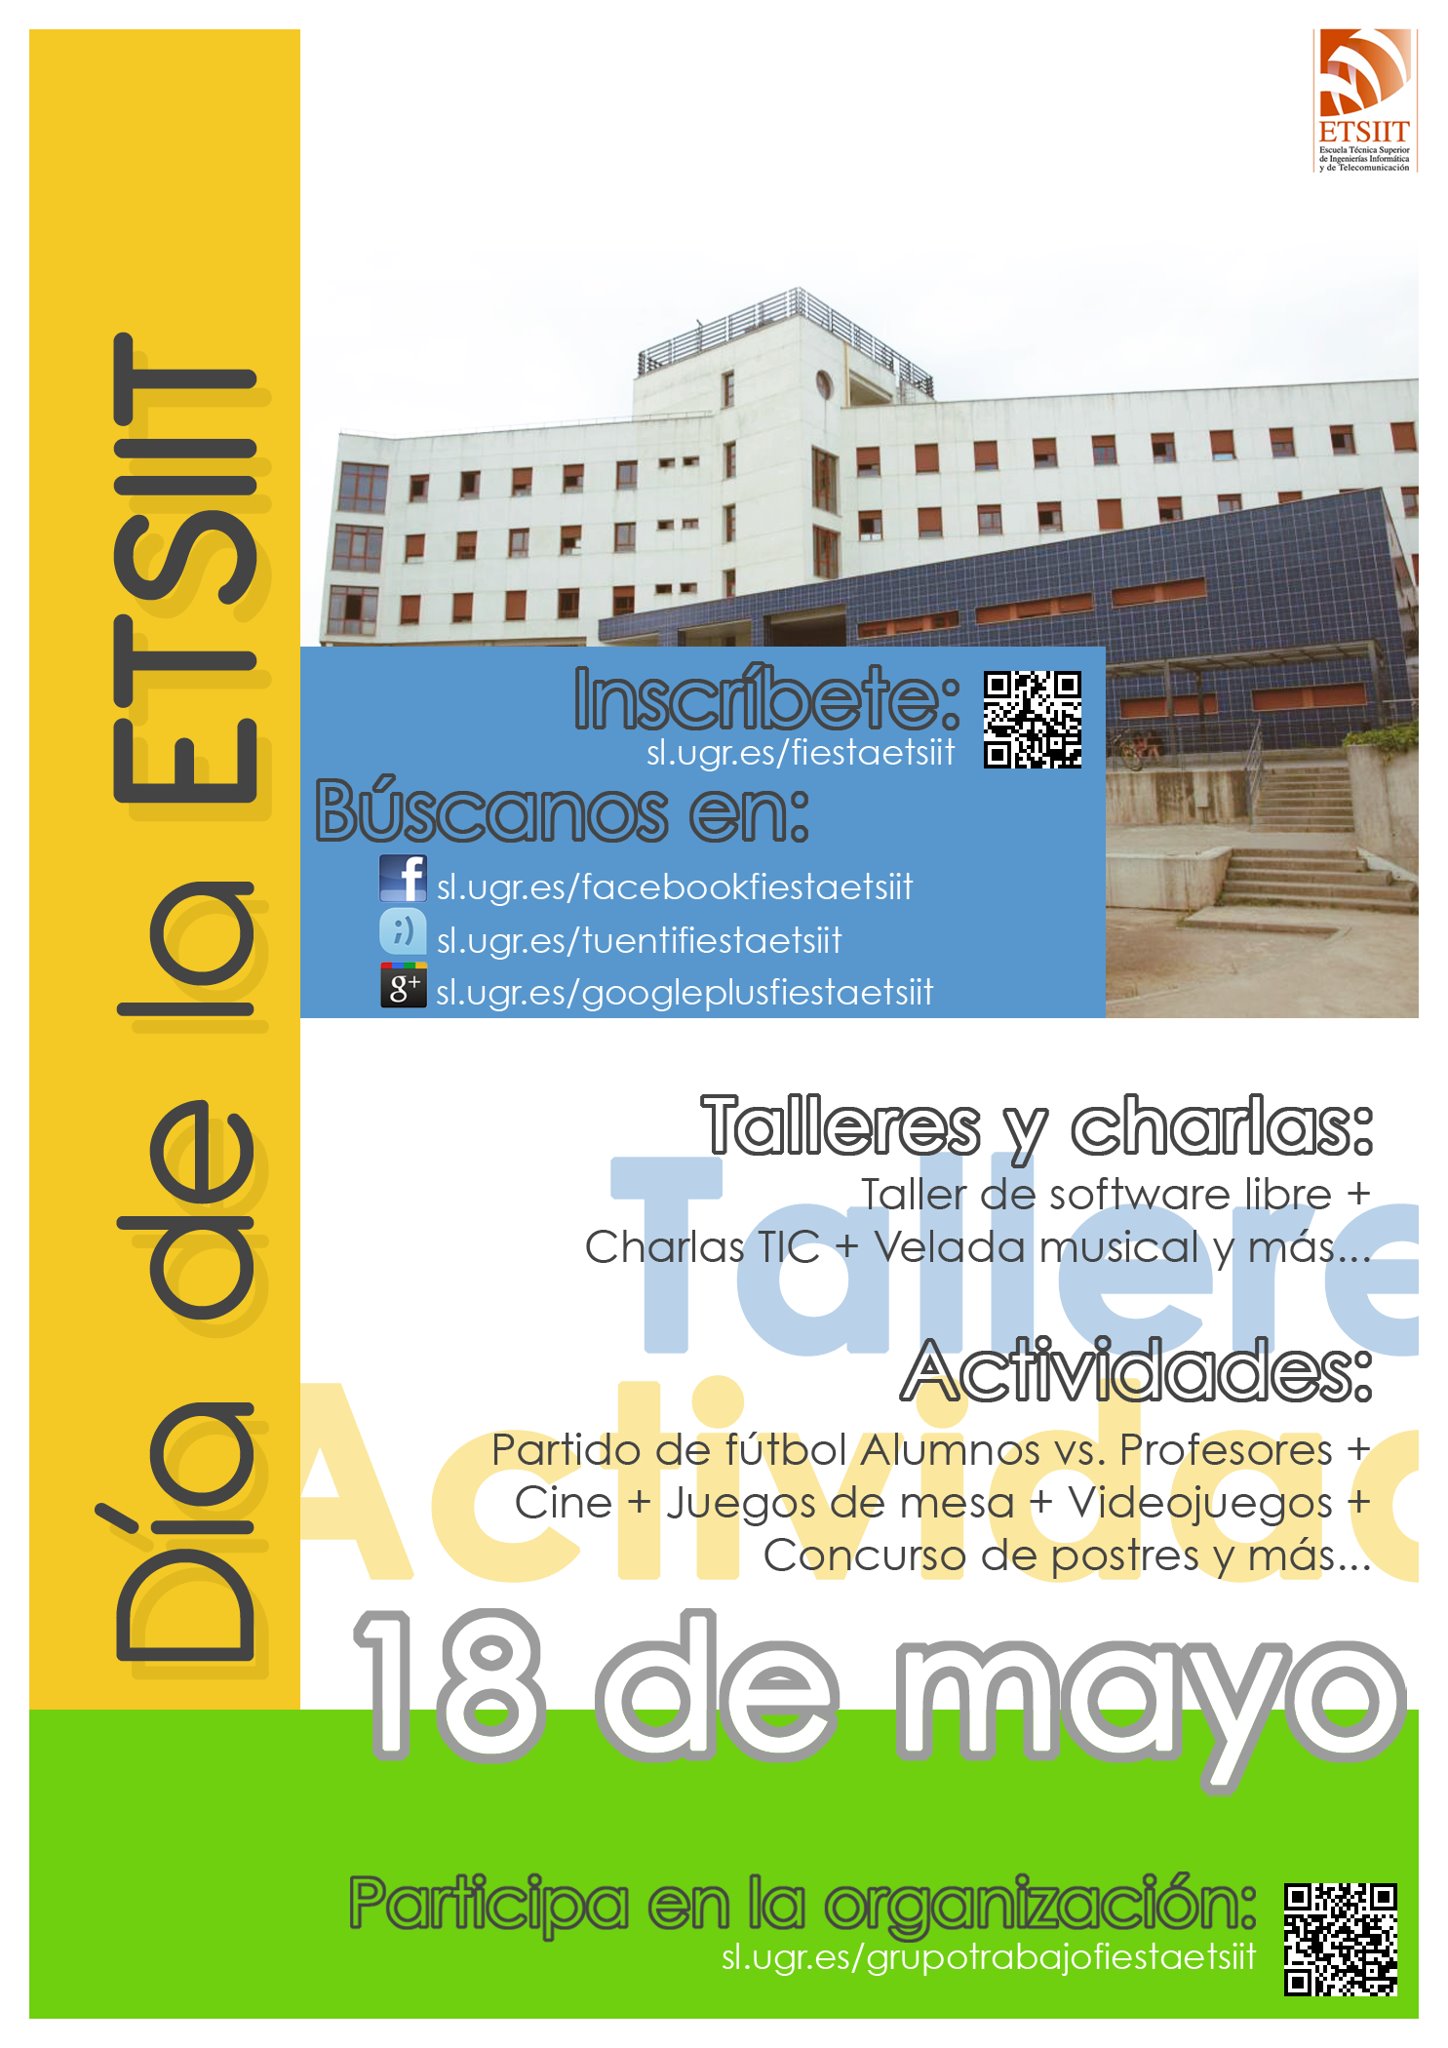 ETSIIT
Escuela Técnica Superior
de Ingenierías Informática
y de Telecomunicación
Día de la ETSIIT
Inscríbete:
sl.ugr.es/fiestaetsiit
Búscanos en:
f sl.ugr.es/facebookfiestaetsiit
;) sl.ugr.es/tuentifiestaetsiit
g+ sl.ugr.es/googleplusfiestaetsiit
Talleres y charlas:
Taller de software libre +
Charlas TIC + Velada musical y más...
Tallere
Actividades:
Partido de fútbol Alumnos vs. Profesores +
Cine + Juegos de mesa + Videojuegos +
Concurso de postres y más...
Activida
18 de mayo
Participa en la organización:
sl.ugr.es/grupotrabajofiestaetsiit